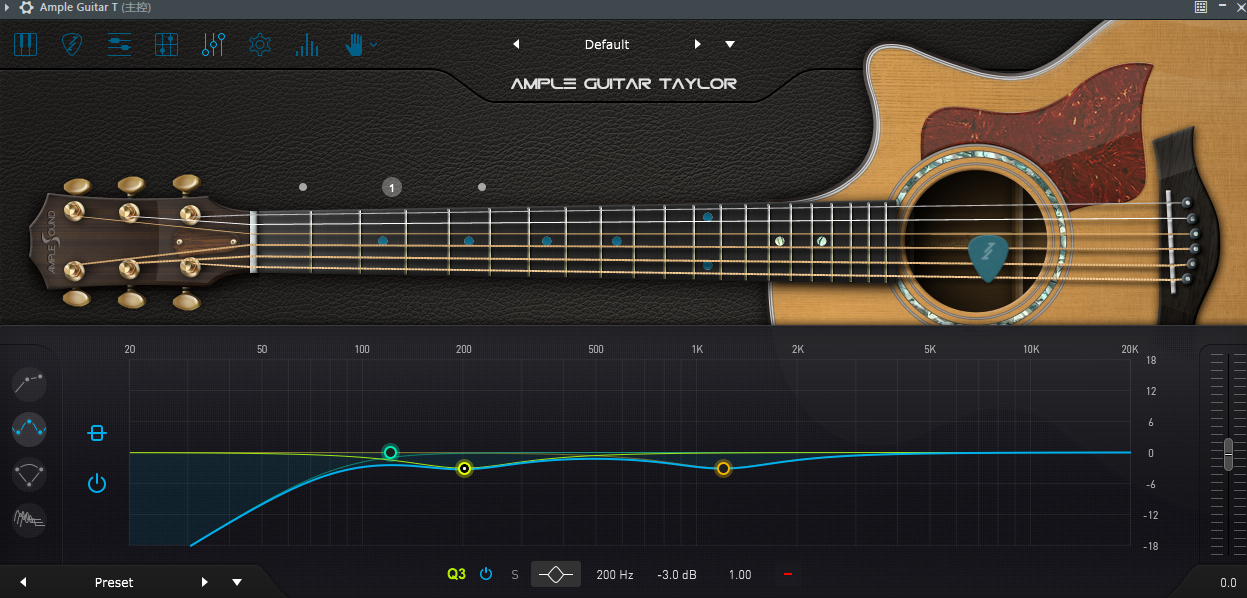 Ample Guitar T (主控)
Default
AMPLE GUITAR TAYLOR
1
AMPLE SOUND
20 50 100 200 500 1K 2K 5K 10K 20K
18
12
6
0
-6
-12
-18
Q3 S 200 Hz -3.0 dB 1.00
Preset
0.0